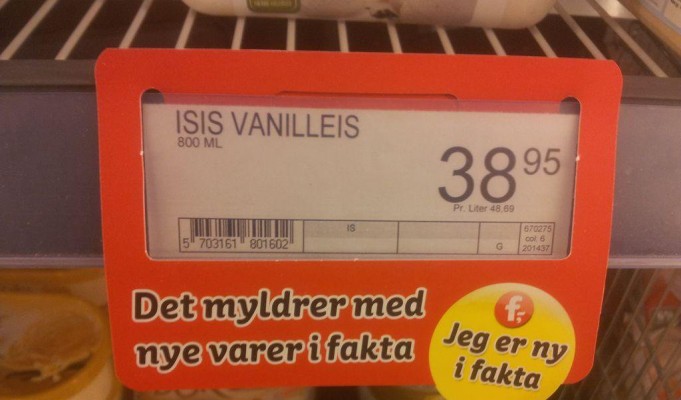 ISIS VANILLEIS
800 ML
38 95
Pr. Liter 48,69
5 703161 801602
IS
G
670275
col 6
201437
Det myldrer med
nye varer i fakta
f,-
Jeg er ny
i fakta